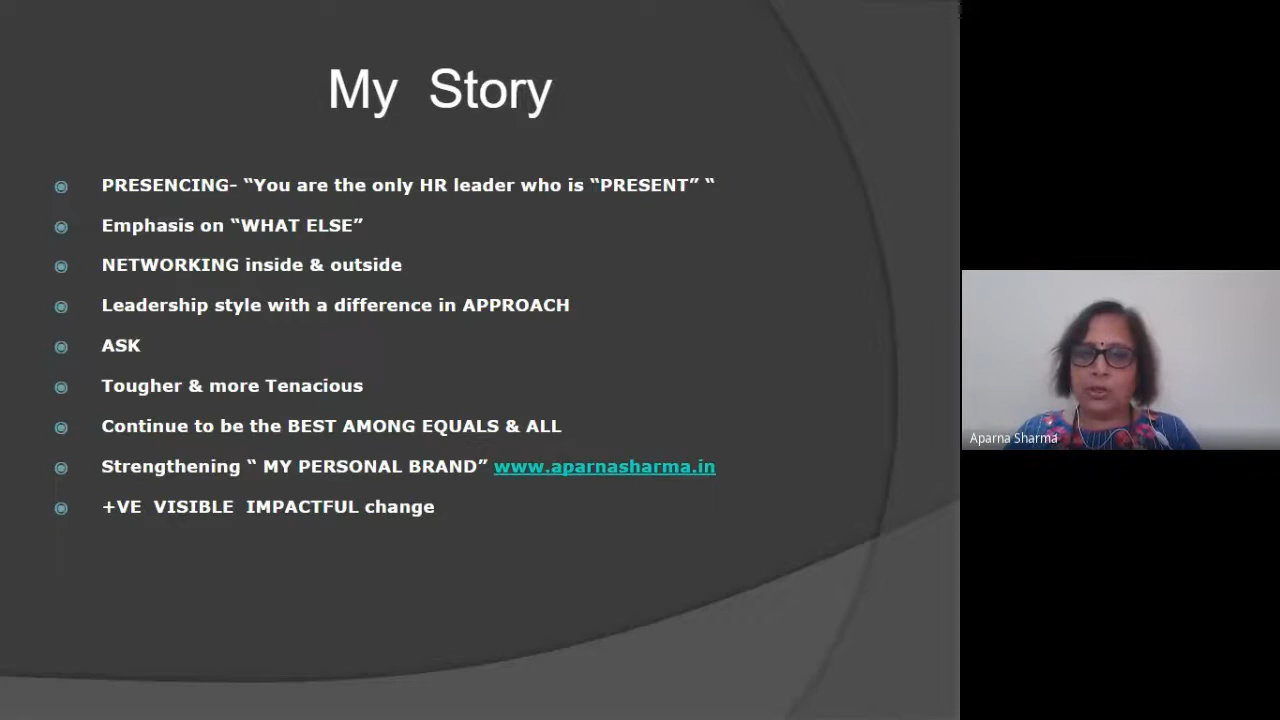 My Story
PRESENCING- “You are the only HR leader who is “PRESENT” “
Emphasis on “WHAT ELSE”
NETWORKING inside & outside
Leadership style with a difference in APPROACH
ASK
Tougher & more Tenacious
Continue to be the BEST AMONG EQUALS & ALL
Strengthening “ MY PERSONAL BRAND” www.aparnasharma.in
+VE VISIBLE IMPACTFUL change
Aparna Sharma